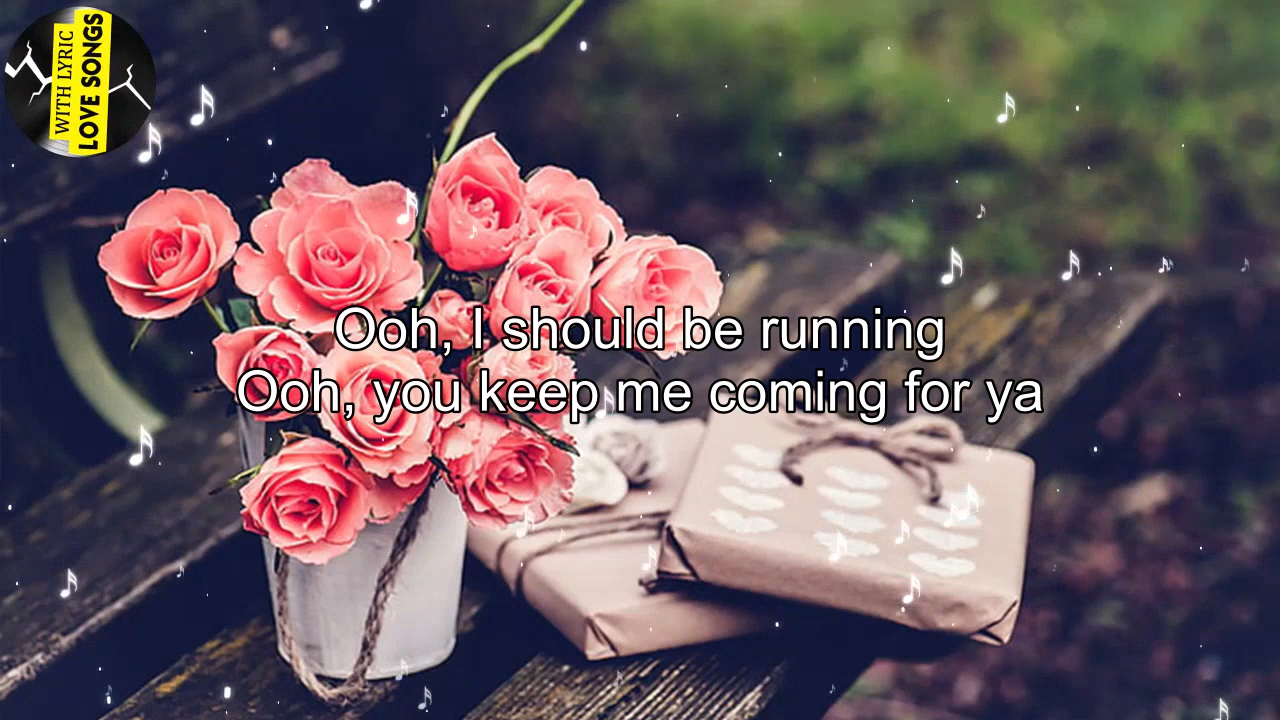 WITH LYRIC
LOVE SONGS
Ooh, I should be running
Ooh, you keep me coming for ya